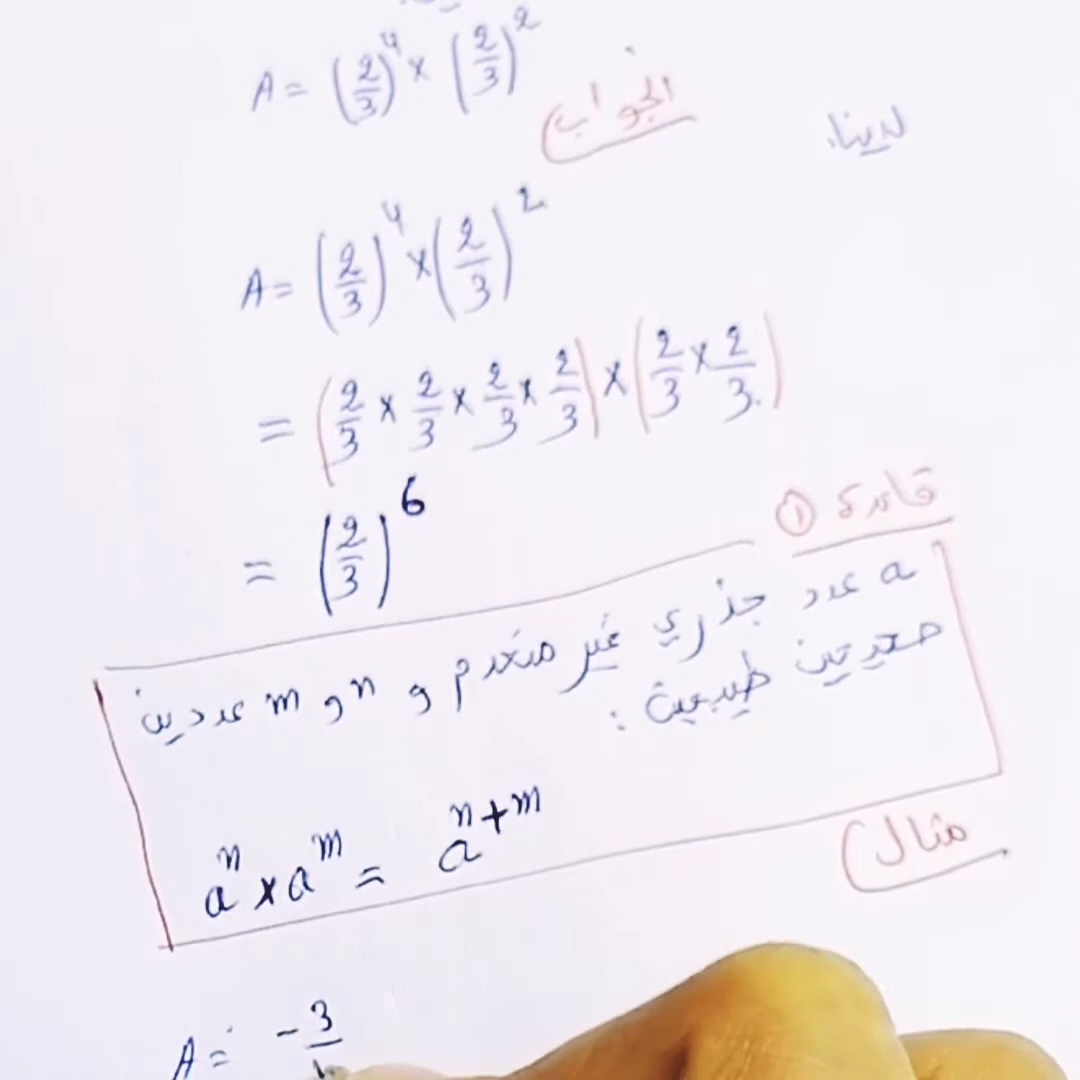 A = (2/3)^4 × (2/3)^2
الجواب
لدينا:
A = (2/3)^4 × (2/3)^2
= (2/3 × 2/3 × 2/3 × 2/3) × (2/3 × 2/3)
= (2/3)^6
قاعدة ①
a عدد جذري غير منعدم و n و m عددين
صحيحين طبيعيين :
a^n × a^m = a^(n+m)
مثال
A = -3